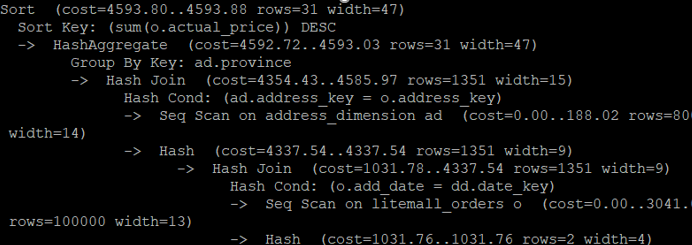 Sort  (cost=4593.80..4593.88 rows=31 width=47)
  Sort Key: (sum(o.actual_price)) DESC
  ->  HashAggregate  (cost=4592.72..4593.03 rows=31 width=47)
        Group By Key: ad.province
        ->  Hash Join  (cost=4354.43..4585.97 rows=1351 width=15)
              Hash Cond: (ad.address_key = o.address_key)
              ->  Seq Scan on address_dimension ad  (cost=0.00..188.02 rows=800
width=14)
              ->  Hash  (cost=4337.54..4337.54 rows=1351 width=9)
                    ->  Hash Join  (cost=1031.78..4337.54 rows=1351 width=9)
                          Hash Cond: (o.add_date = dd.date_key)
                          ->  Seq Scan on litemall_orders o  (cost=0.00..3041.
rows=100000 width=13)
                          ->  Hash  (cost=1031.76..1031.76 rows=2 width=4)